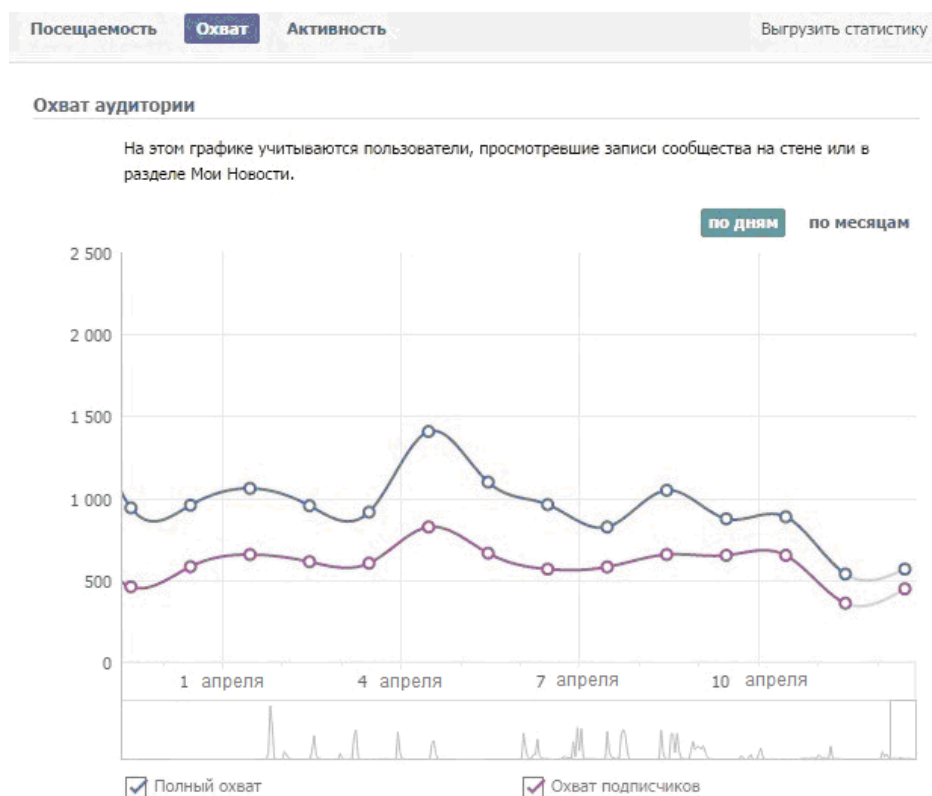 Посещаемость Охват Активность Выгрузить статистику
Охват аудитории
На этом графике учитываются пользователи, просмотревшие записи сообщества на стене или в
разделе Мои Новости.
по дням по месяцам
2 500
2 000
1 500
1 000
500
0
1 апреля 4 апреля 7 апреля 10 апреля
Полный охват Охват подписчиков